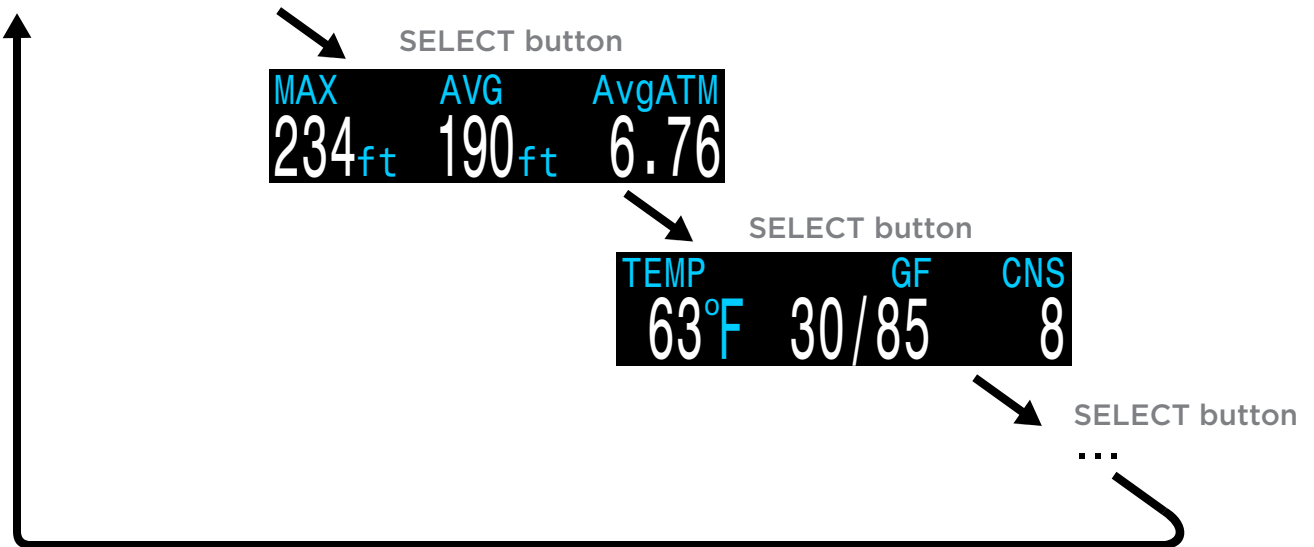 SELECT button
MAX AVG AvgATM
234ft 190ft 6.76
SELECT button
TEMP GF CNS
63°F 30/85 8
SELECT button
...